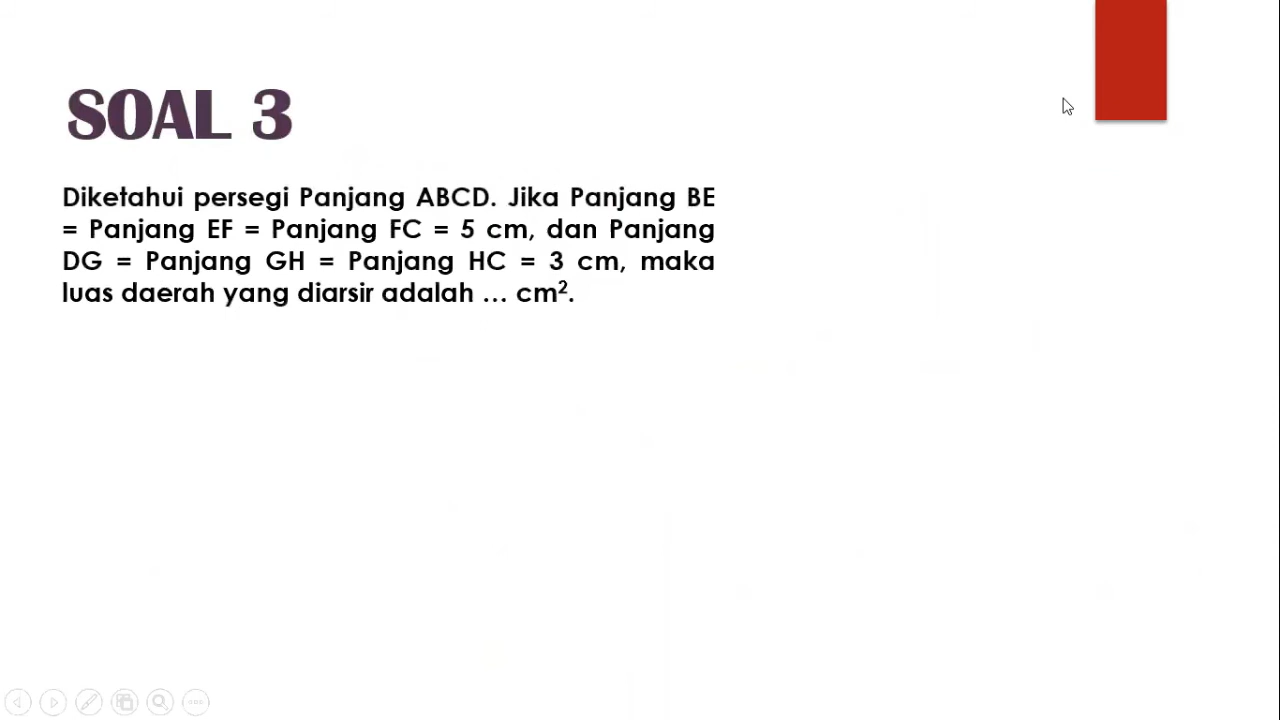 SOAL 3
Diketahui persegi Panjang ABCD. Jika Panjang BE
= Panjang EF = Panjang FC = 5 cm, dan Panjang
DG = Panjang GH = Panjang HC = 3 cm, maka
luas daerah yang diarsir adalah … cm².